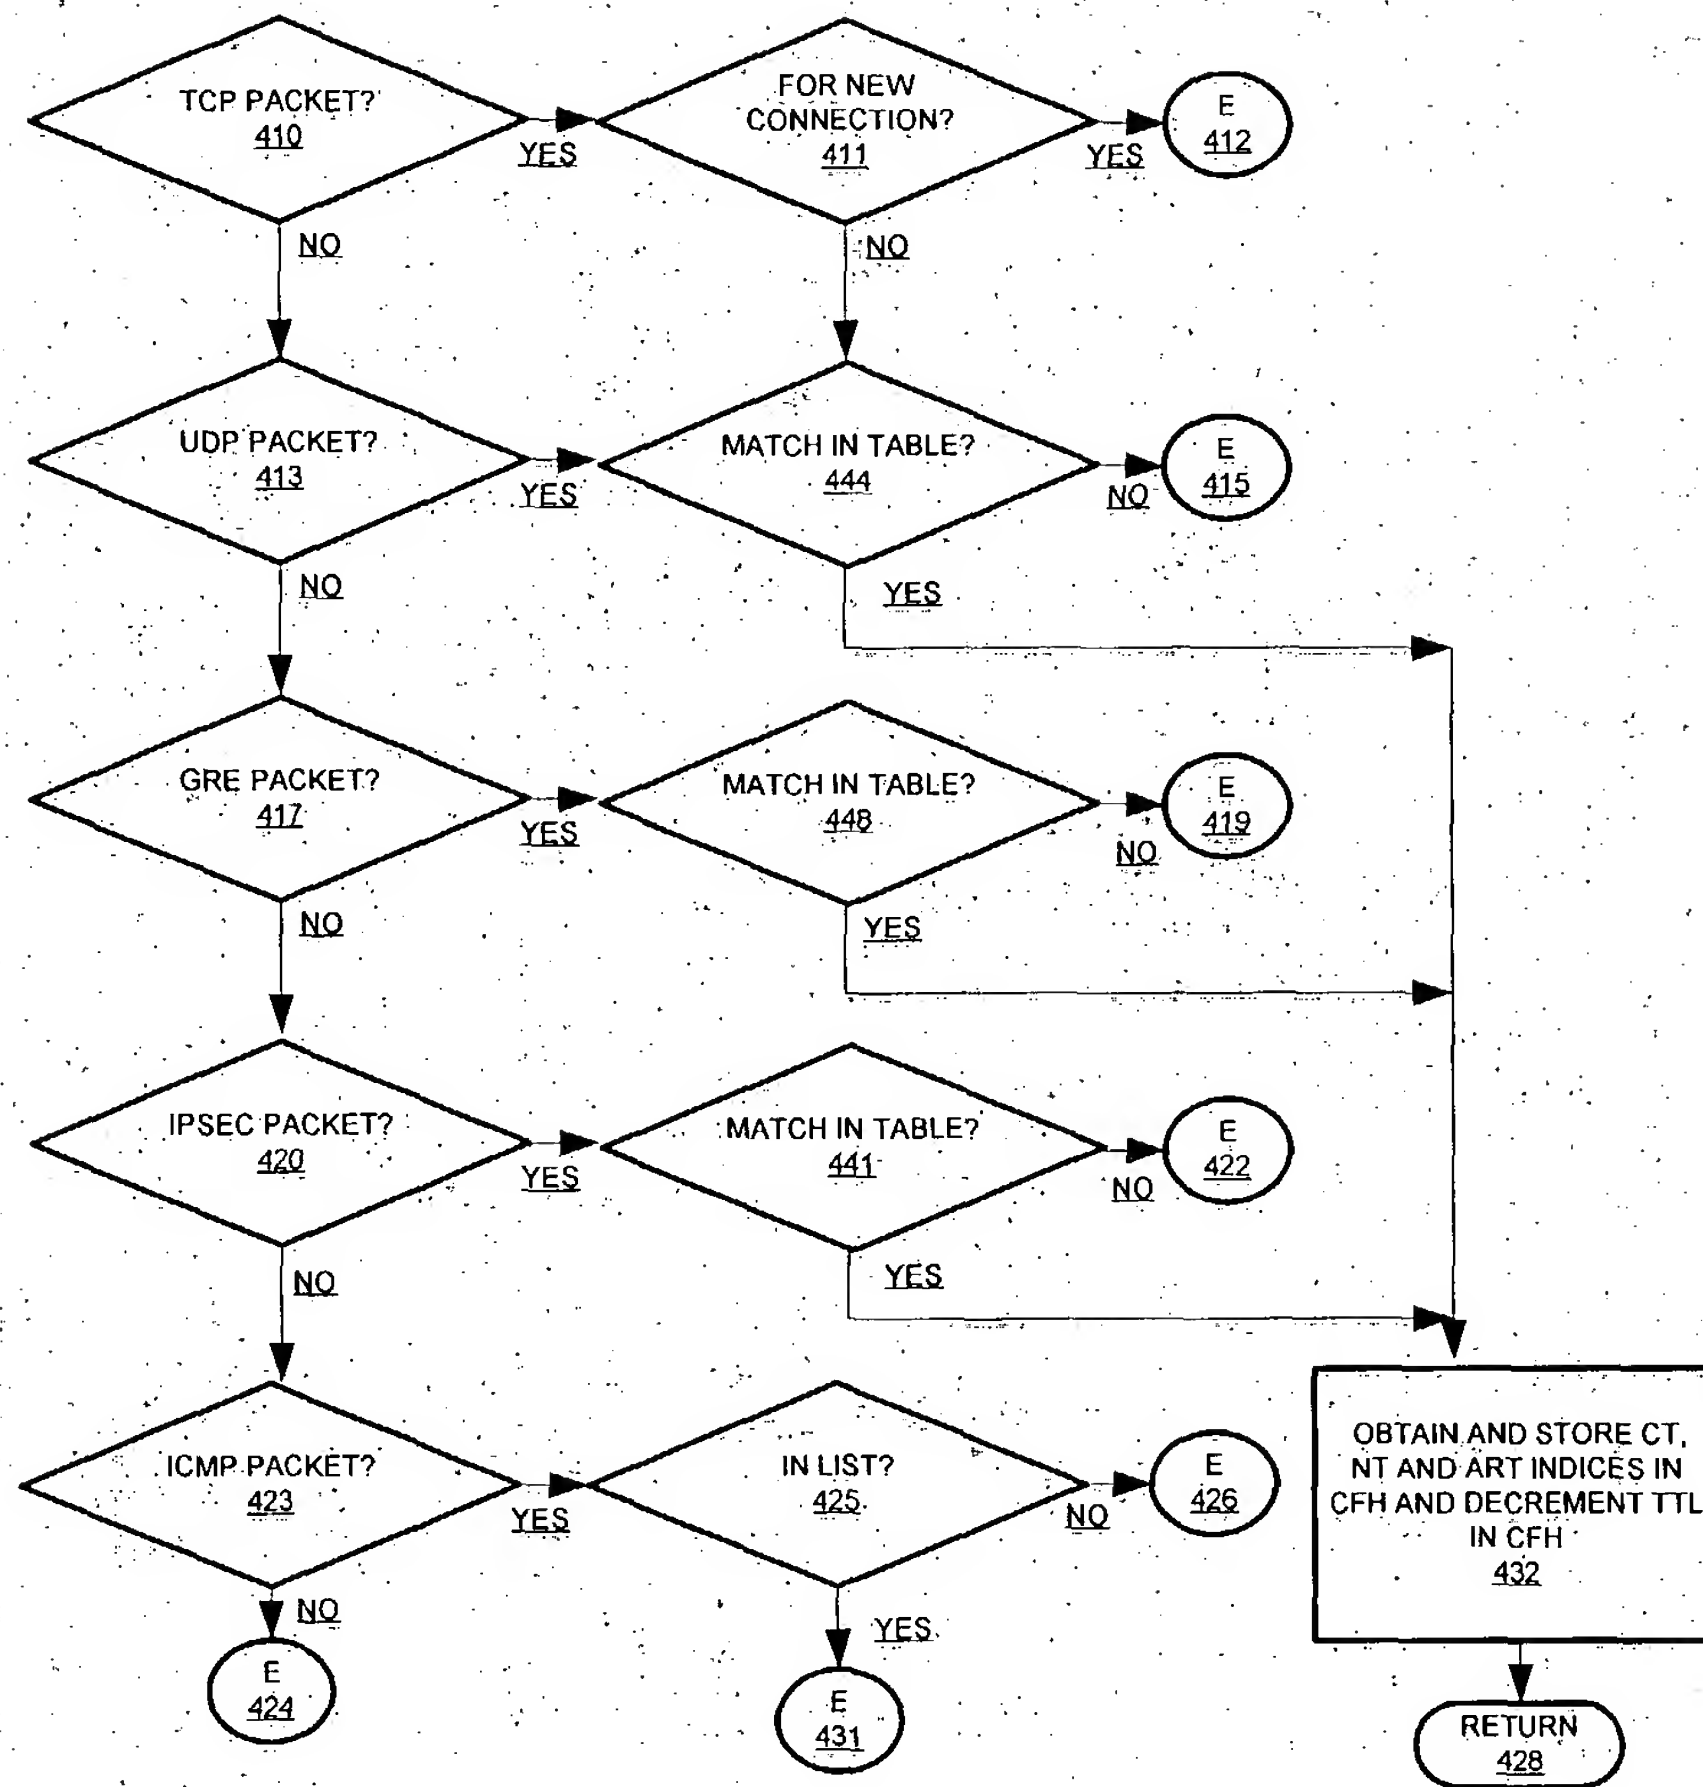 TCP PACKET?
410
YES
NO
FOR NEW
CONNECTION?
411
YES
NO
E
412
UDP PACKET?
413
YES
NO
MATCH IN TABLE?
444
NO
YES
E
415
GRE PACKET?
417
YES
NO
MATCH IN TABLE?
448
NO
YES
E
419
IPSEC PACKET?
420
YES
NO
MATCH IN TABLE?
441
NO
YES
E
422
ICMP PACKET?
423
YES
NO
IN LIST?
425
NO
YES
E
426
E
424
E
431
OBTAIN AND STORE CT,
NT AND ART INDICES IN
CFH AND DECREMENT TTL
IN CFH
432
RETURN
428